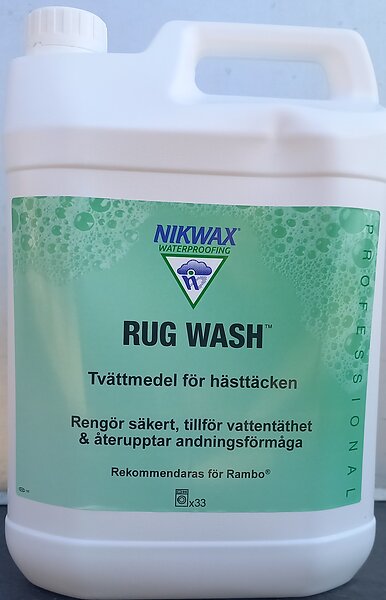 NIKWAX®
WATERPROOFING
RUG WASH™
Tvättmedel för hästtäcken
Rengör säkert, tillför vattentäthet
& återupptar andningsförmåga
Rekommenderas för Rambo®
x33
PROFESSIONAL